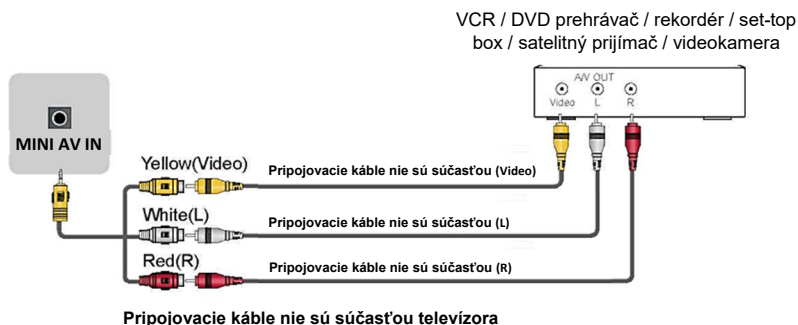 VCR / DVD prehrávač / rekordér / set-top
box / satelitný prijímač / videokamera
A/V OUT
Video L R
MINI AV IN
Yellow(Video)
Pripojovacie káble nie sú súčasťou (Video)
White(L)
Pripojovacie káble nie sú súčasťou (L)
Red(R)
Pripojovacie káble nie sú súčasťou (R)
Pripojovacie káble nie sú súčasťou televízora